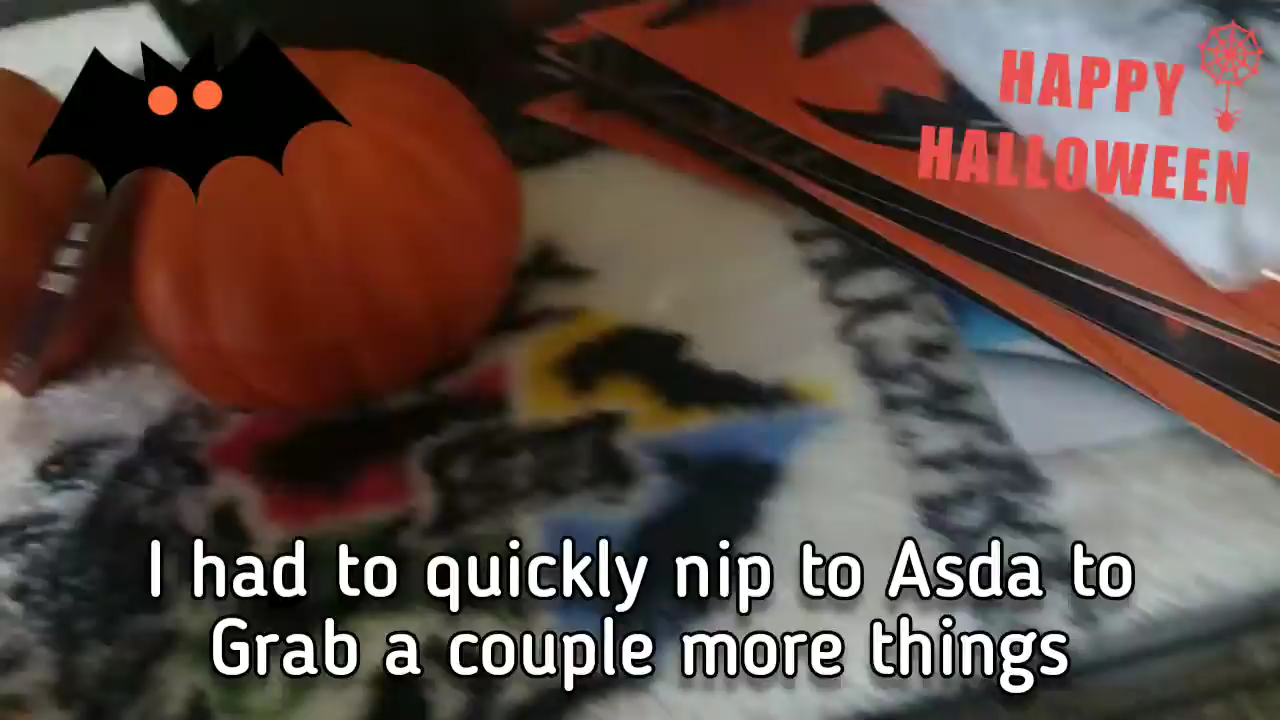 HAPPY
HALLOWEEN
I had to quickly nip to Asda to
Grab a couple more things